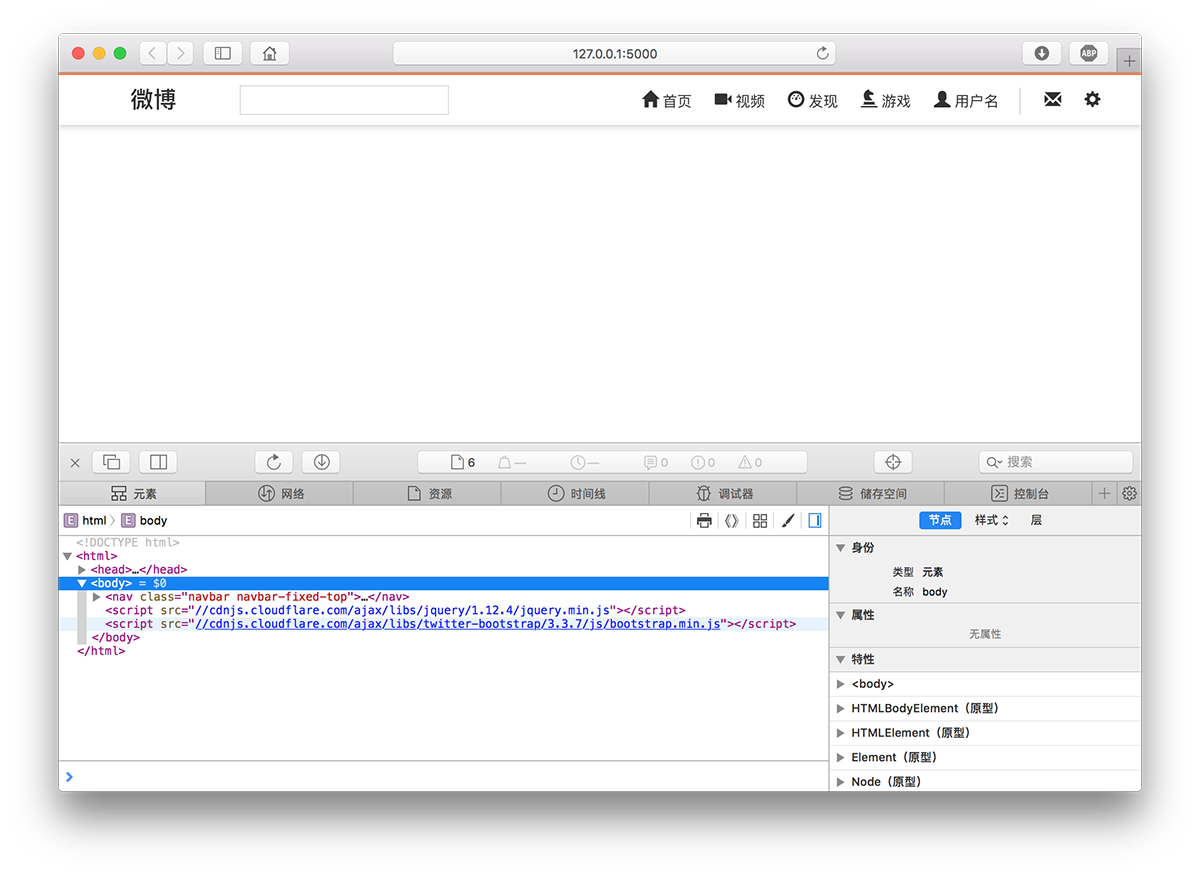 127.0.0.1:5000
ABP
微博 首页 视频 发现 游戏 用户名
6 — — 0 0 0 搜索
元素 网络 资源 时间线 调试器 储存空间 控制台
E html E body 节点 样式 层
<!DOCTYPE html>
<html>
<head>…</head>
<body> = $0
<nav class="navbar navbar-fixed-top">…</nav>
<script src="//cdnjs.cloudflare.com/ajax/libs/jquery/1.12.4/jquery.min.js"></script>
<script src="//cdnjs.cloudflare.com/ajax/libs/twitter-bootstrap/3.3.7/js/bootstrap.min.js"></script>
</body>
</html>
身份
类型 元素
名称 body
属性
无属性
特性
<body>
HTMLBodyElement（原型）
HTMLElement（原型）
Element（原型）
Node（原型）